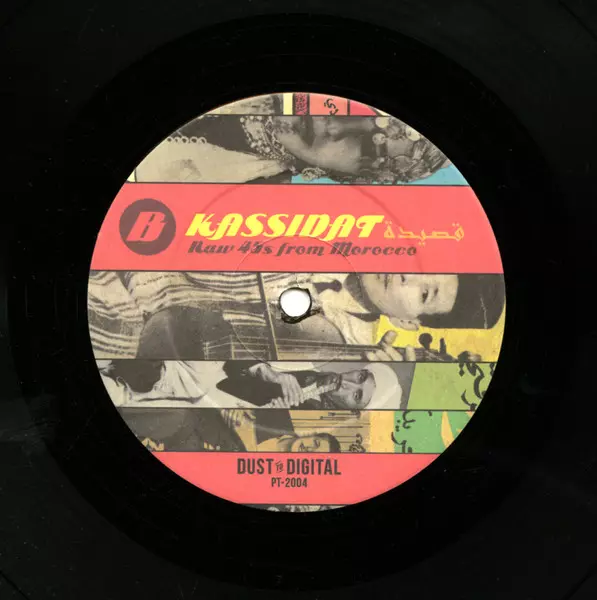 B
KASSIDAT قصيدة
Raw 45s from Morocco
DUST TO DIGITAL
PT-2004